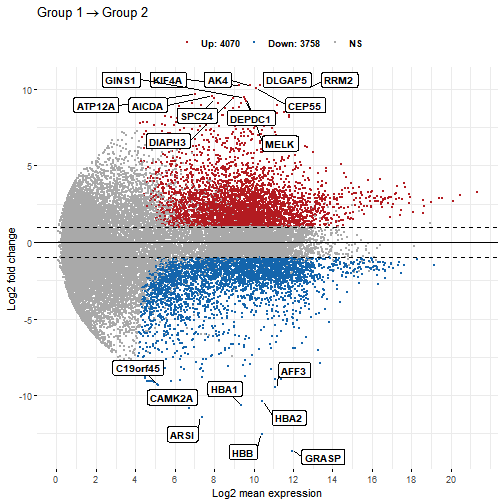 Group 1 → Group 2
Up: 4070 Down: 3758 NS
GINS1 KIF4A AK4 DLGAP5 RRM2
ATP12A AICDA CEP55
SPC24 DEPDC1
DIAPH3 MELK
10
5
0
-5
-10
Log2 fold change
C19orf45 AFF3
CAMK2A HBA1
HBA2
ARSI
HBB GRASP
0 2 4 6 8 10 12 14 16 18 20
Log2 mean expression